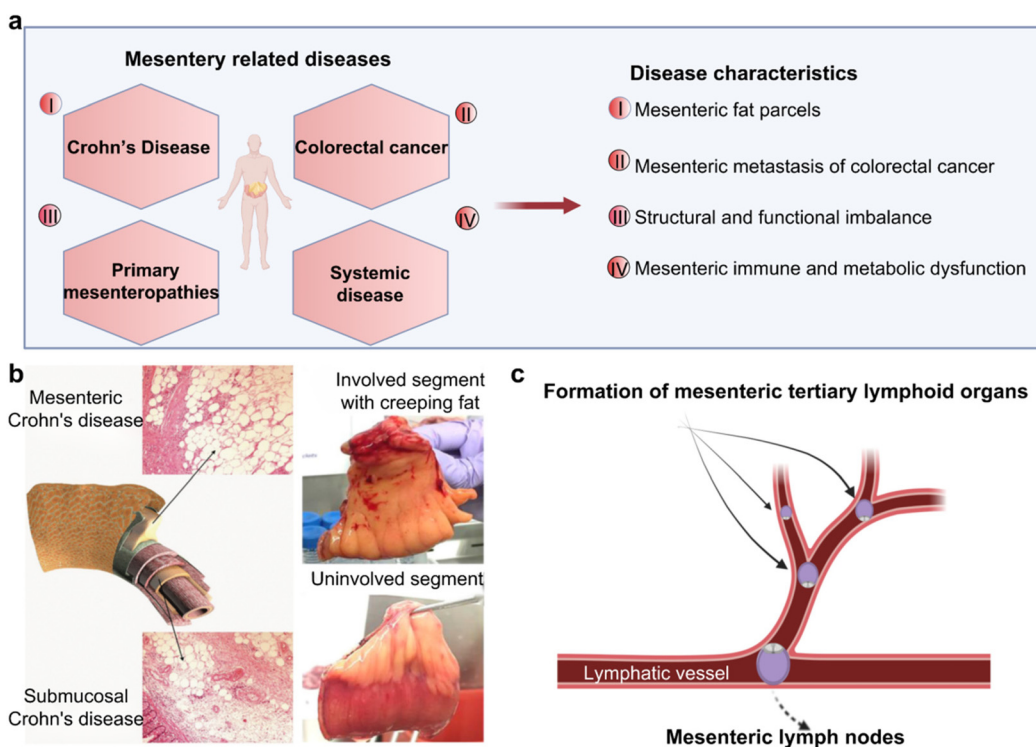 a
Mesentery related diseases
I
Crohn's Disease
II
Colorectal cancer
III
Primary
mesenteropathies
IV
Systemic
disease
Disease characteristics
I Mesenteric fat parcels
II Mesenteric metastasis of colorectal cancer
III Structural and functional imbalance
IV Mesenteric immune and metabolic dysfunction
b
Mesenteric
Crohn's disease
Submucosal
Crohn's disease
Involved segment
with creeping fat
Uninvolved segment
c
Formation of mesenteric tertiary lymphoid organs
Lymphatic vessel
Mesenteric lymph nodes